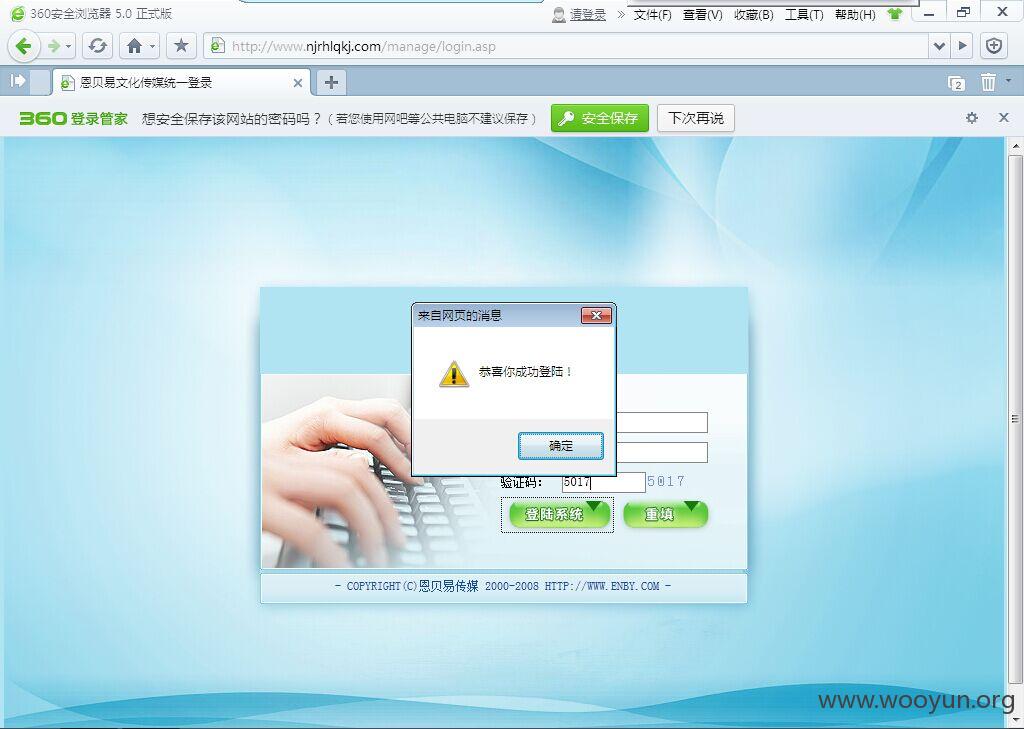 360安全浏览器 5.0 正式版
请登录 » 文件(F) 查看(V) 收藏(B) 工具(T) 帮助(H)
http://www.njrhlqkj.com/manage/login.asp
恩贝易文化传媒统一登录
2
360 登录管家 想安全保存该网站的密码吗？（若您使用网吧等公共电脑不建议保存） 安全保存 下次再说
来自网页的消息
恭喜你成功登陆！
确定
验证码： 5017 5017
登陆系统 重填
- COPYRIGHT(C)恩贝易传媒 2000-2008 HTTP://WWW.ENBY.COM -
www.wooyun.org